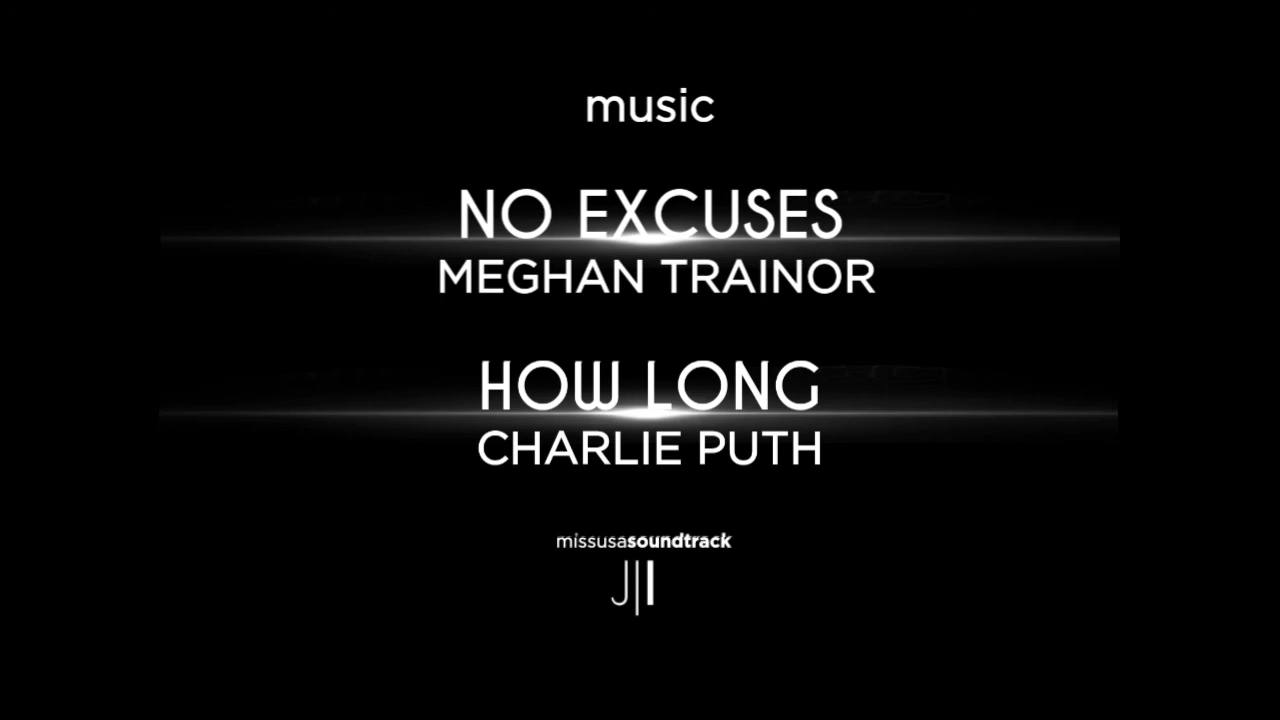 music
NO EXCUSES
MEGHAN TRAINOR
HOW LONG
CHARLIE PUTH
missusasoundtrack
J|I